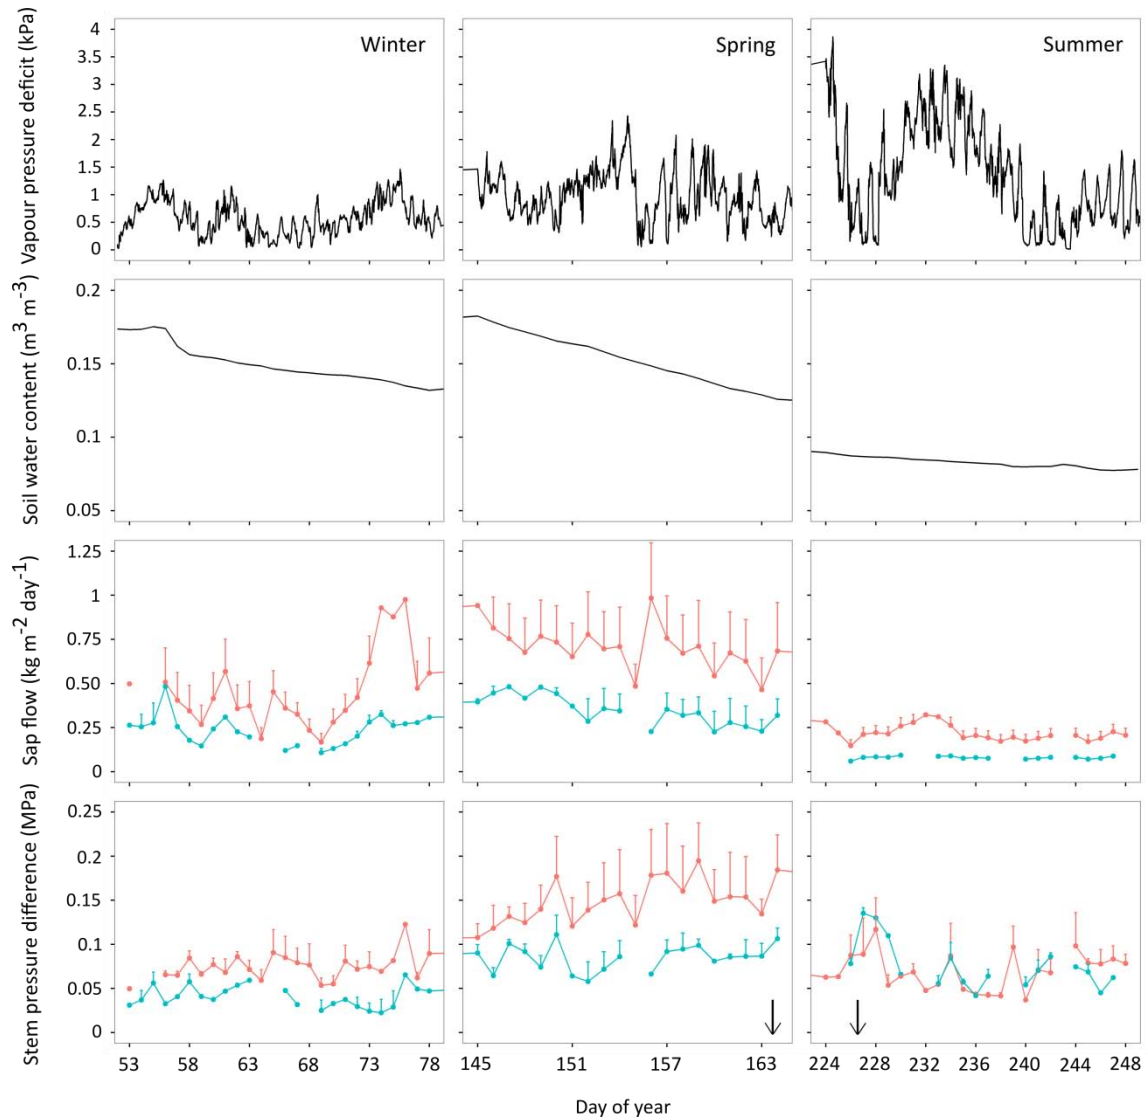 Winter
Spring
Summer
Vapour pressure deficit (kPa)
4
3.5
3
2.5
2
1.5
1
0.5
0
Soil water content (m³ m⁻³)
0.2
0.15
0.1
0.05
Sap flow (kg m⁻² day⁻¹)
1.25
1
0.75
0.50
0.25
0
Stem pressure difference (MPa)
0.25
0.2
0.15
0.1
0.05
0
53 58 63 68 73 78
145 151 157 163
224 228 232 236 240 244 248
Day of year